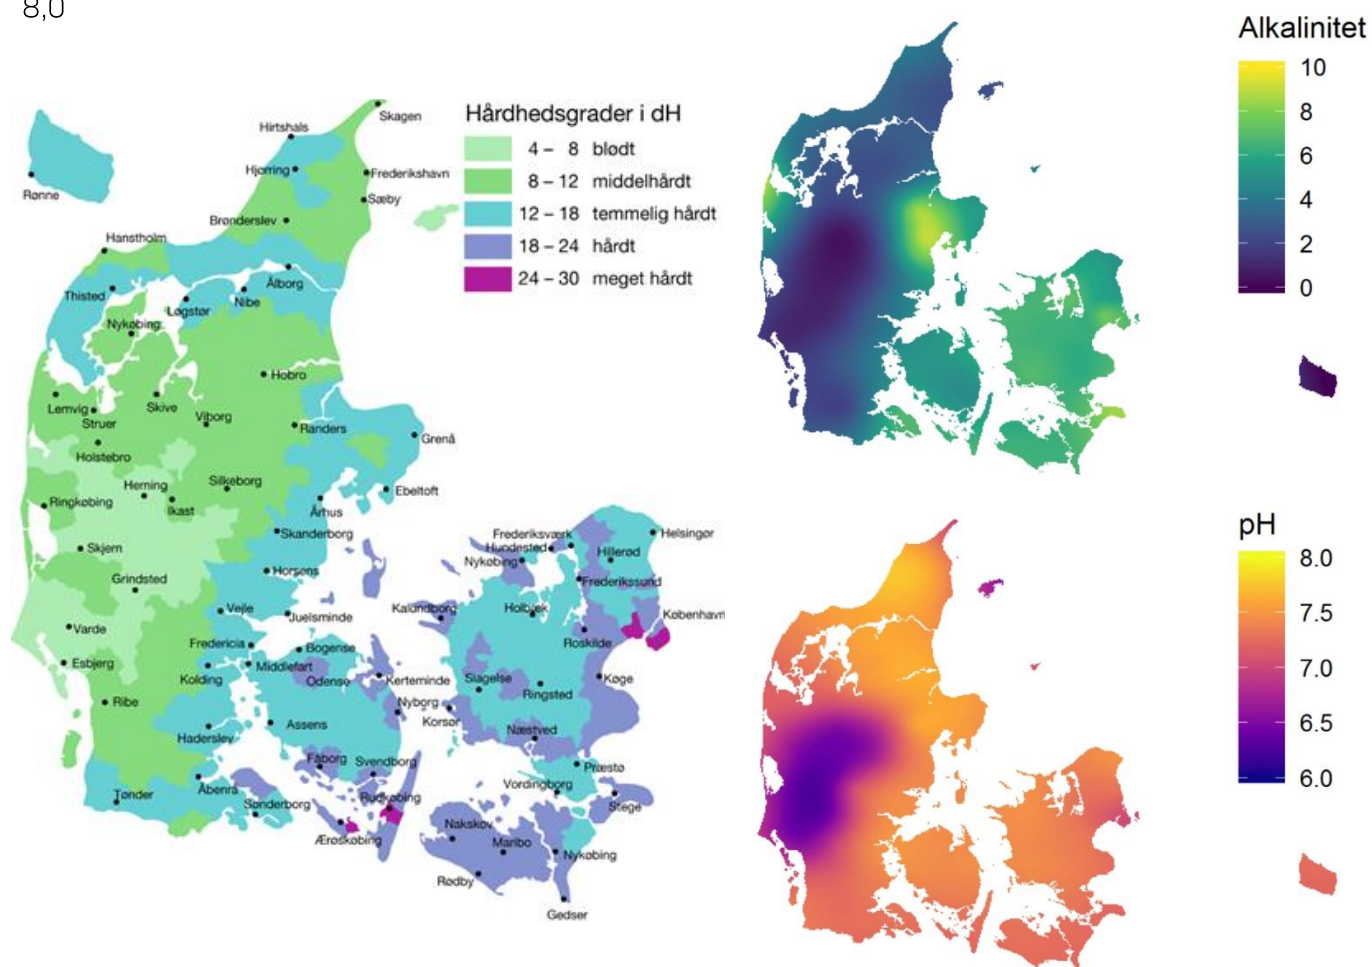 8,0
Hårdhedsgrader i dH
4 – 8 blødt
8 – 12 middelhårdt
12 – 18 temmelig hårdt
18 – 24 hårdt
24 – 30 meget hårdt
Skagen
Hirtshals
Hjørring
Frederikshavn
Sæby
Rønne
Brønderslev
Hanstholm
Ålborg
Thisted
Nibe
Løgstør
Nykøbing
Hobro
Lemvig
Skive
Struer
Viborg
Randers
Grenå
Holstebro
Herning
Silkeborg
Ebeltoft
Ringkøbing
Ikast
Århus
Skjern
Skanderborg
Grindsted
Horsens
Varde
Vejle
Juelsminde
Fredericia
Bogense
Esbjerg
Kolding
Middelfart
Odense
Kerteminde
Ribe
Nyborg
Assens
Haderslev
Fåborg
Svendborg
Tønder
Åbenrå
Sønderborg
Rudkøbing
Ærøskøbing
Frederiksværk
Helsingør
Hundested
Hillerød
Nykøbing
Frederikssund
Kalundborg
Holbæk
København
Roskilde
Slagelse
Ringsted
Køge
Korsør
Næstved
Præstø
Vordingborg
Stege
Nakskov
Maribo
Nykøbing
Rødby
Gedser
Alkalinitet
10
8
6
4
2
0
pH
8.0
7.5
7.0
6.5
6.0